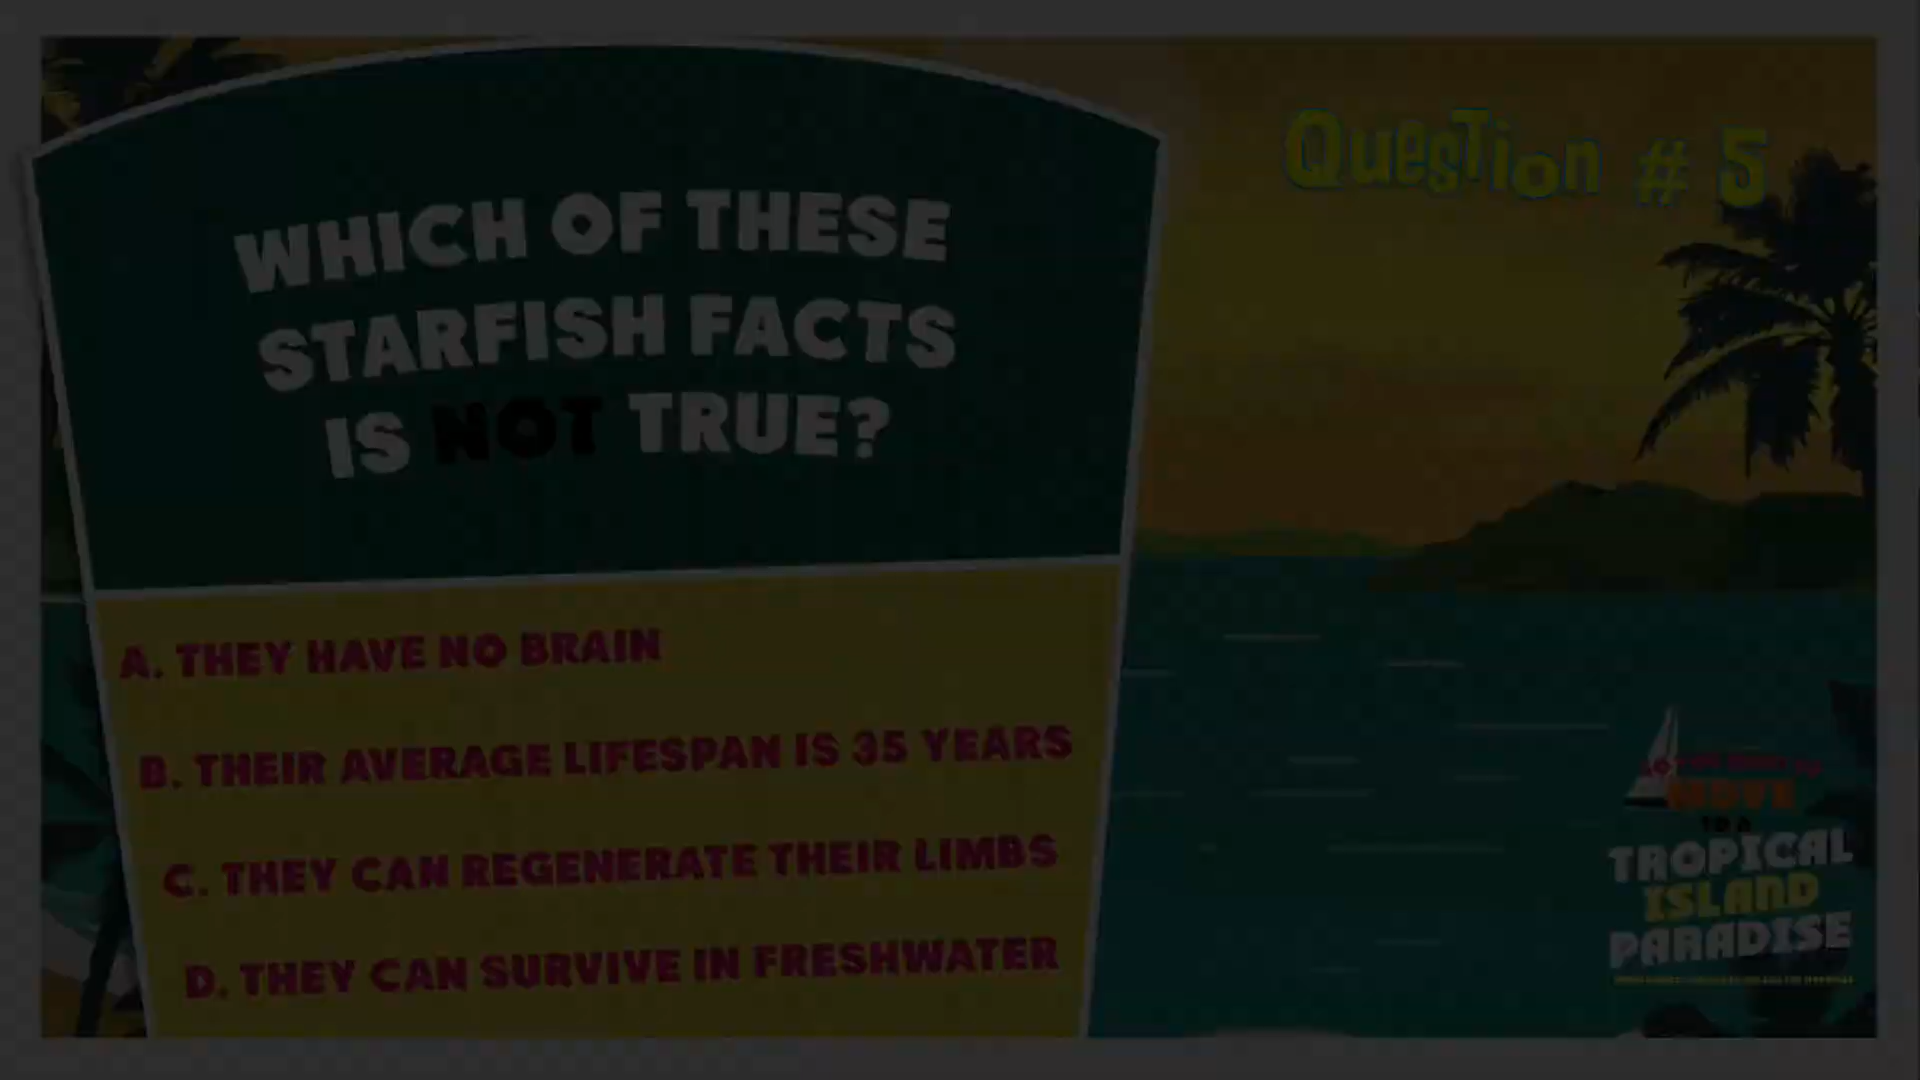 Question # 5
WHICH OF THESE
STARFISH FACTS
IS NOT TRUE?
A. THEY HAVE NO BRAIN
B. THEIR AVERAGE LIFESPAN IS 35 YEARS
C. THEY CAN REGENERATE THEIR LIMBS
D. THEY CAN SURVIVE IN FRESHWATER
MOVE
TO A
TROPICAL
ISLAND
PARADISE